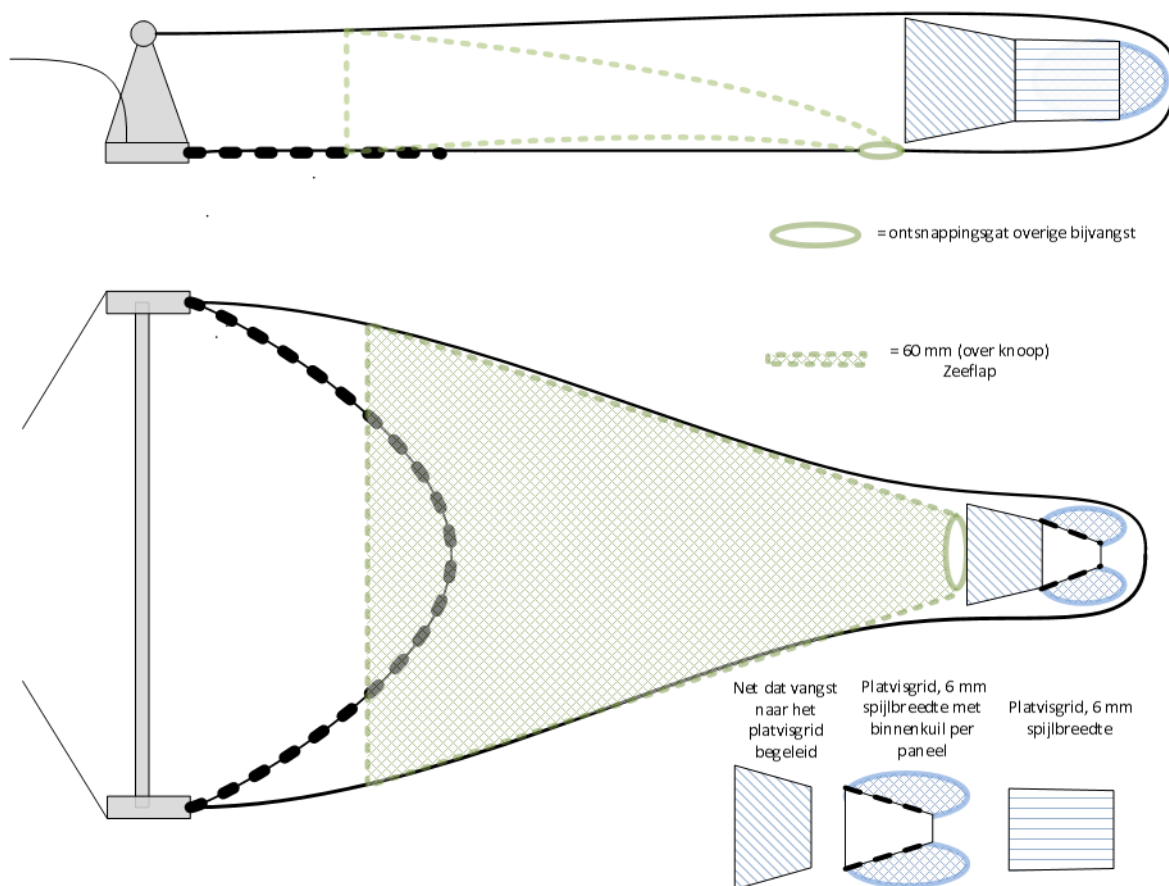 = ontsnappingsgat overige bijvangst
= 60 mm (over knoop)
Zeeflap
Net dat vangst
naar het
platvisgrid
begeleid
Platvisgrid, 6 mm
spijlbreedte met
binnenkuil per
paneel
Platvisgrid, 6 mm
spijlbreedte